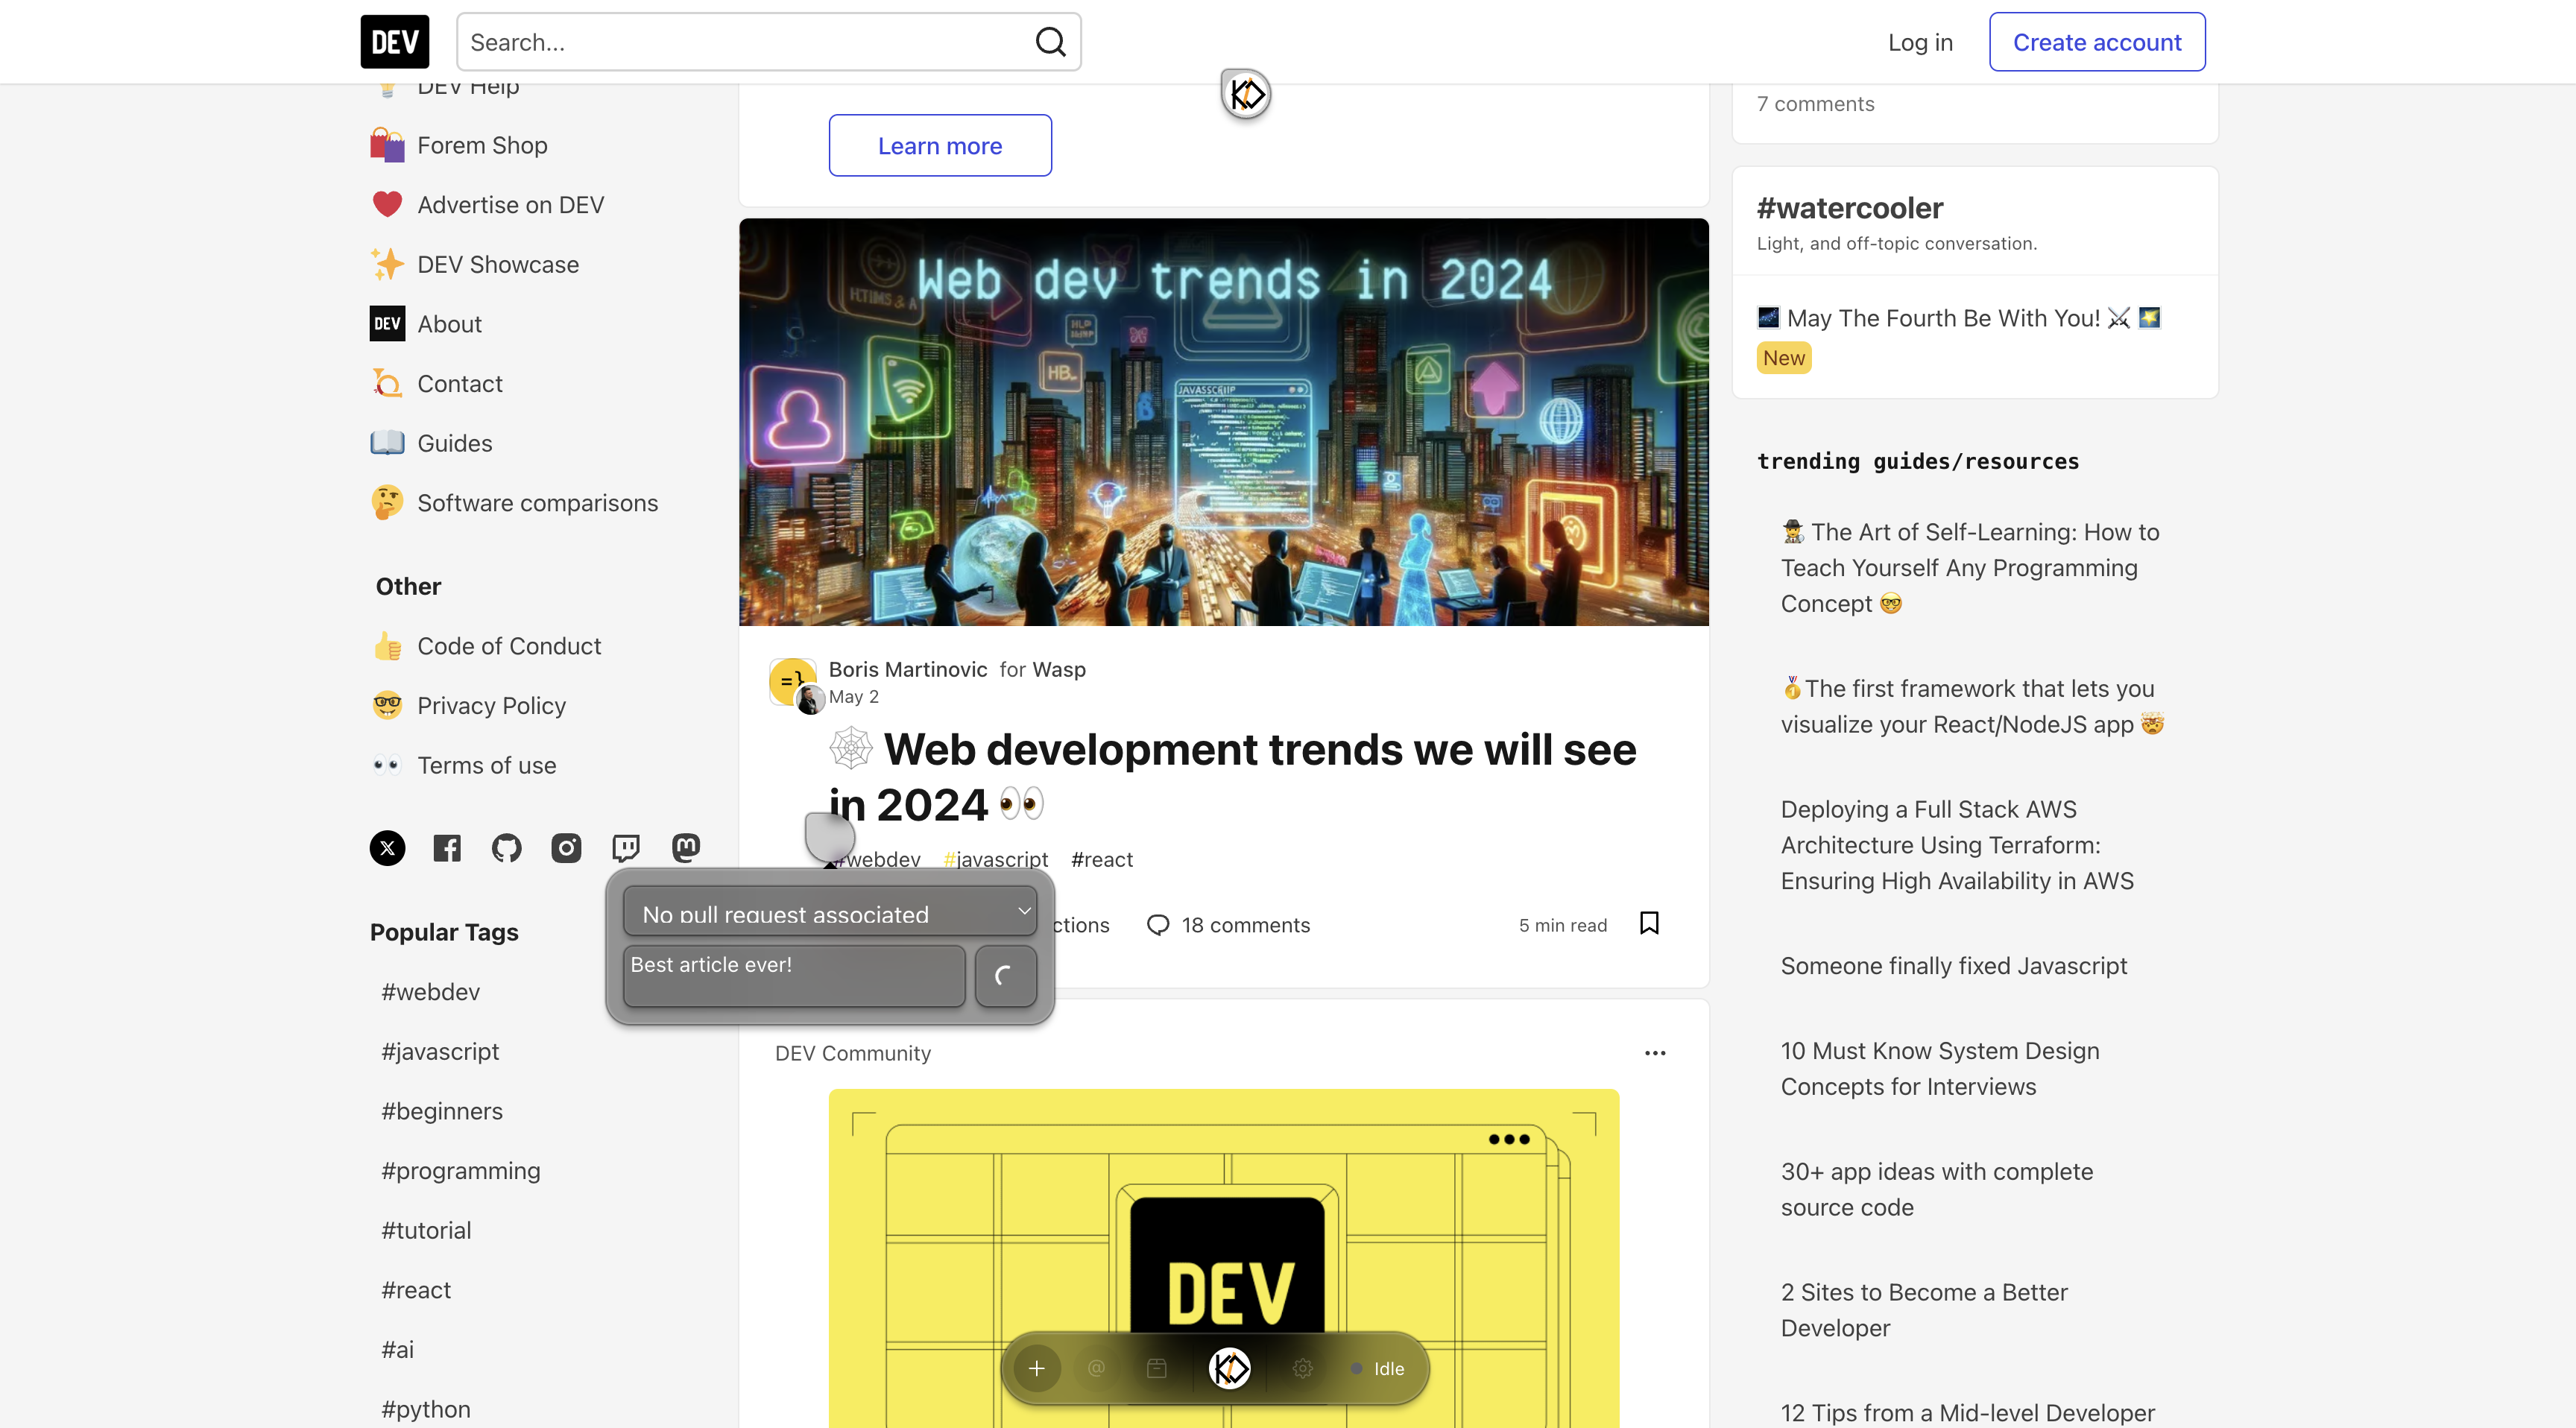 DEV
Search...
Log in
Create account
DEV Help
Forem Shop
Advertise on DEV
DEV Showcase
DEV
About
Contact
Guides
Software comparisons
Other
Code of Conduct
Privacy Policy
Terms of use
Popular Tags
#webdev
#javascript
#beginners
#programming
#tutorial
#react
#ai
#python
Learn more
Web dev trends in 2024
HB_
JAVASSCRIIP
Boris Martinovic for Wasp
May 2
Web development trends we will see
in 2024
#webdev #javascript #react
ctions
18 comments
5 min read
No pull request associated
Best article ever!
DEV Community
DEV
Idle
7 comments
#watercooler
Light, and off-topic conversation.
May The Fourth Be With You!
New
trending guides/resources
The Art of Self-Learning: How to
Teach Yourself Any Programming
Concept
The first framework that lets you
visualize your React/NodeJS app
Deploying a Full Stack AWS
Architecture Using Terraform:
Ensuring High Availability in AWS
Someone finally fixed Javascript
10 Must Know System Design
Concepts for Interviews
30+ app ideas with complete
source code
2 Sites to Become a Better
Developer
12 Tips from a Mid-level Developer